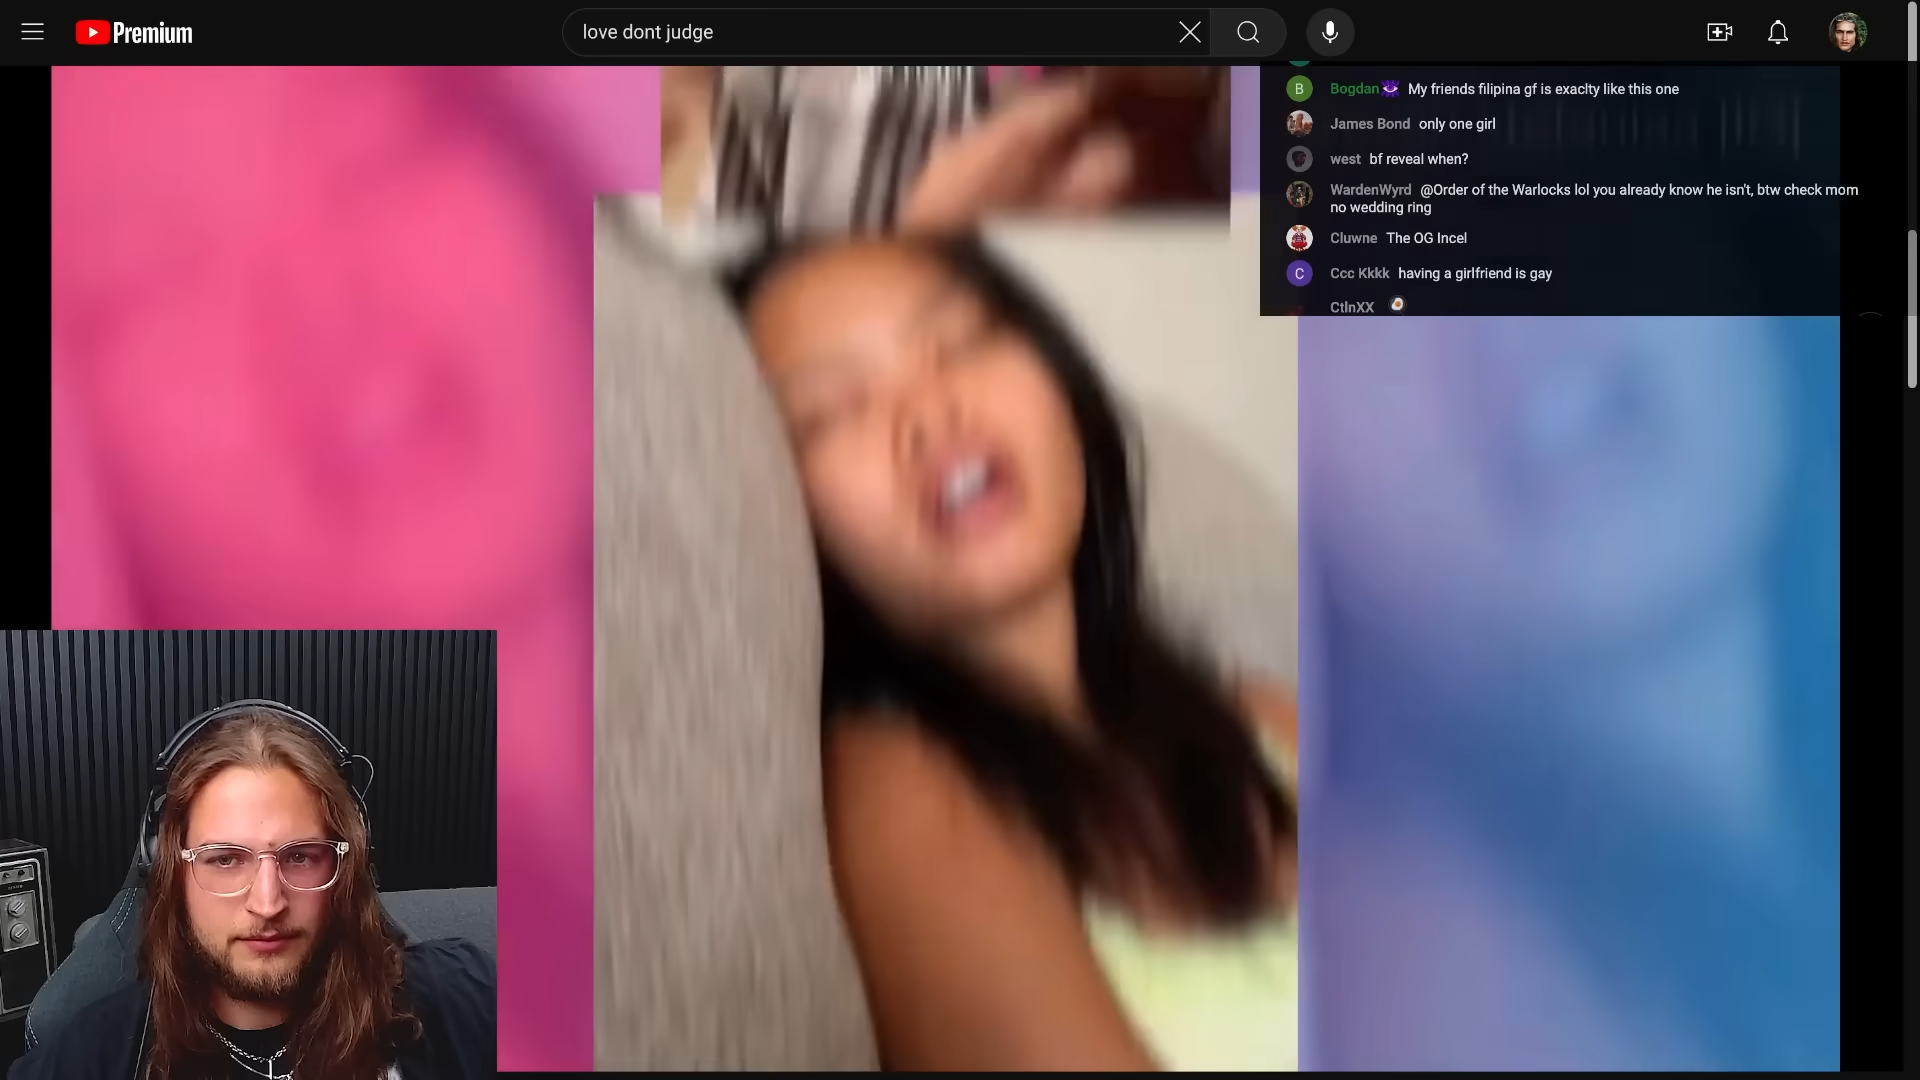 Premium
love dont judge
B
Bogdan My friends filipina gf is exaclty like this one
James Bond only one girl
west bf reveal when?
WardenWyrd @Order of the Warlocks lol you already know he isn't, btw check mom
no wedding ring
Cluwne The OG Incel
C
Ccc Kkkk having a girlfriend is gay
CtlnXX